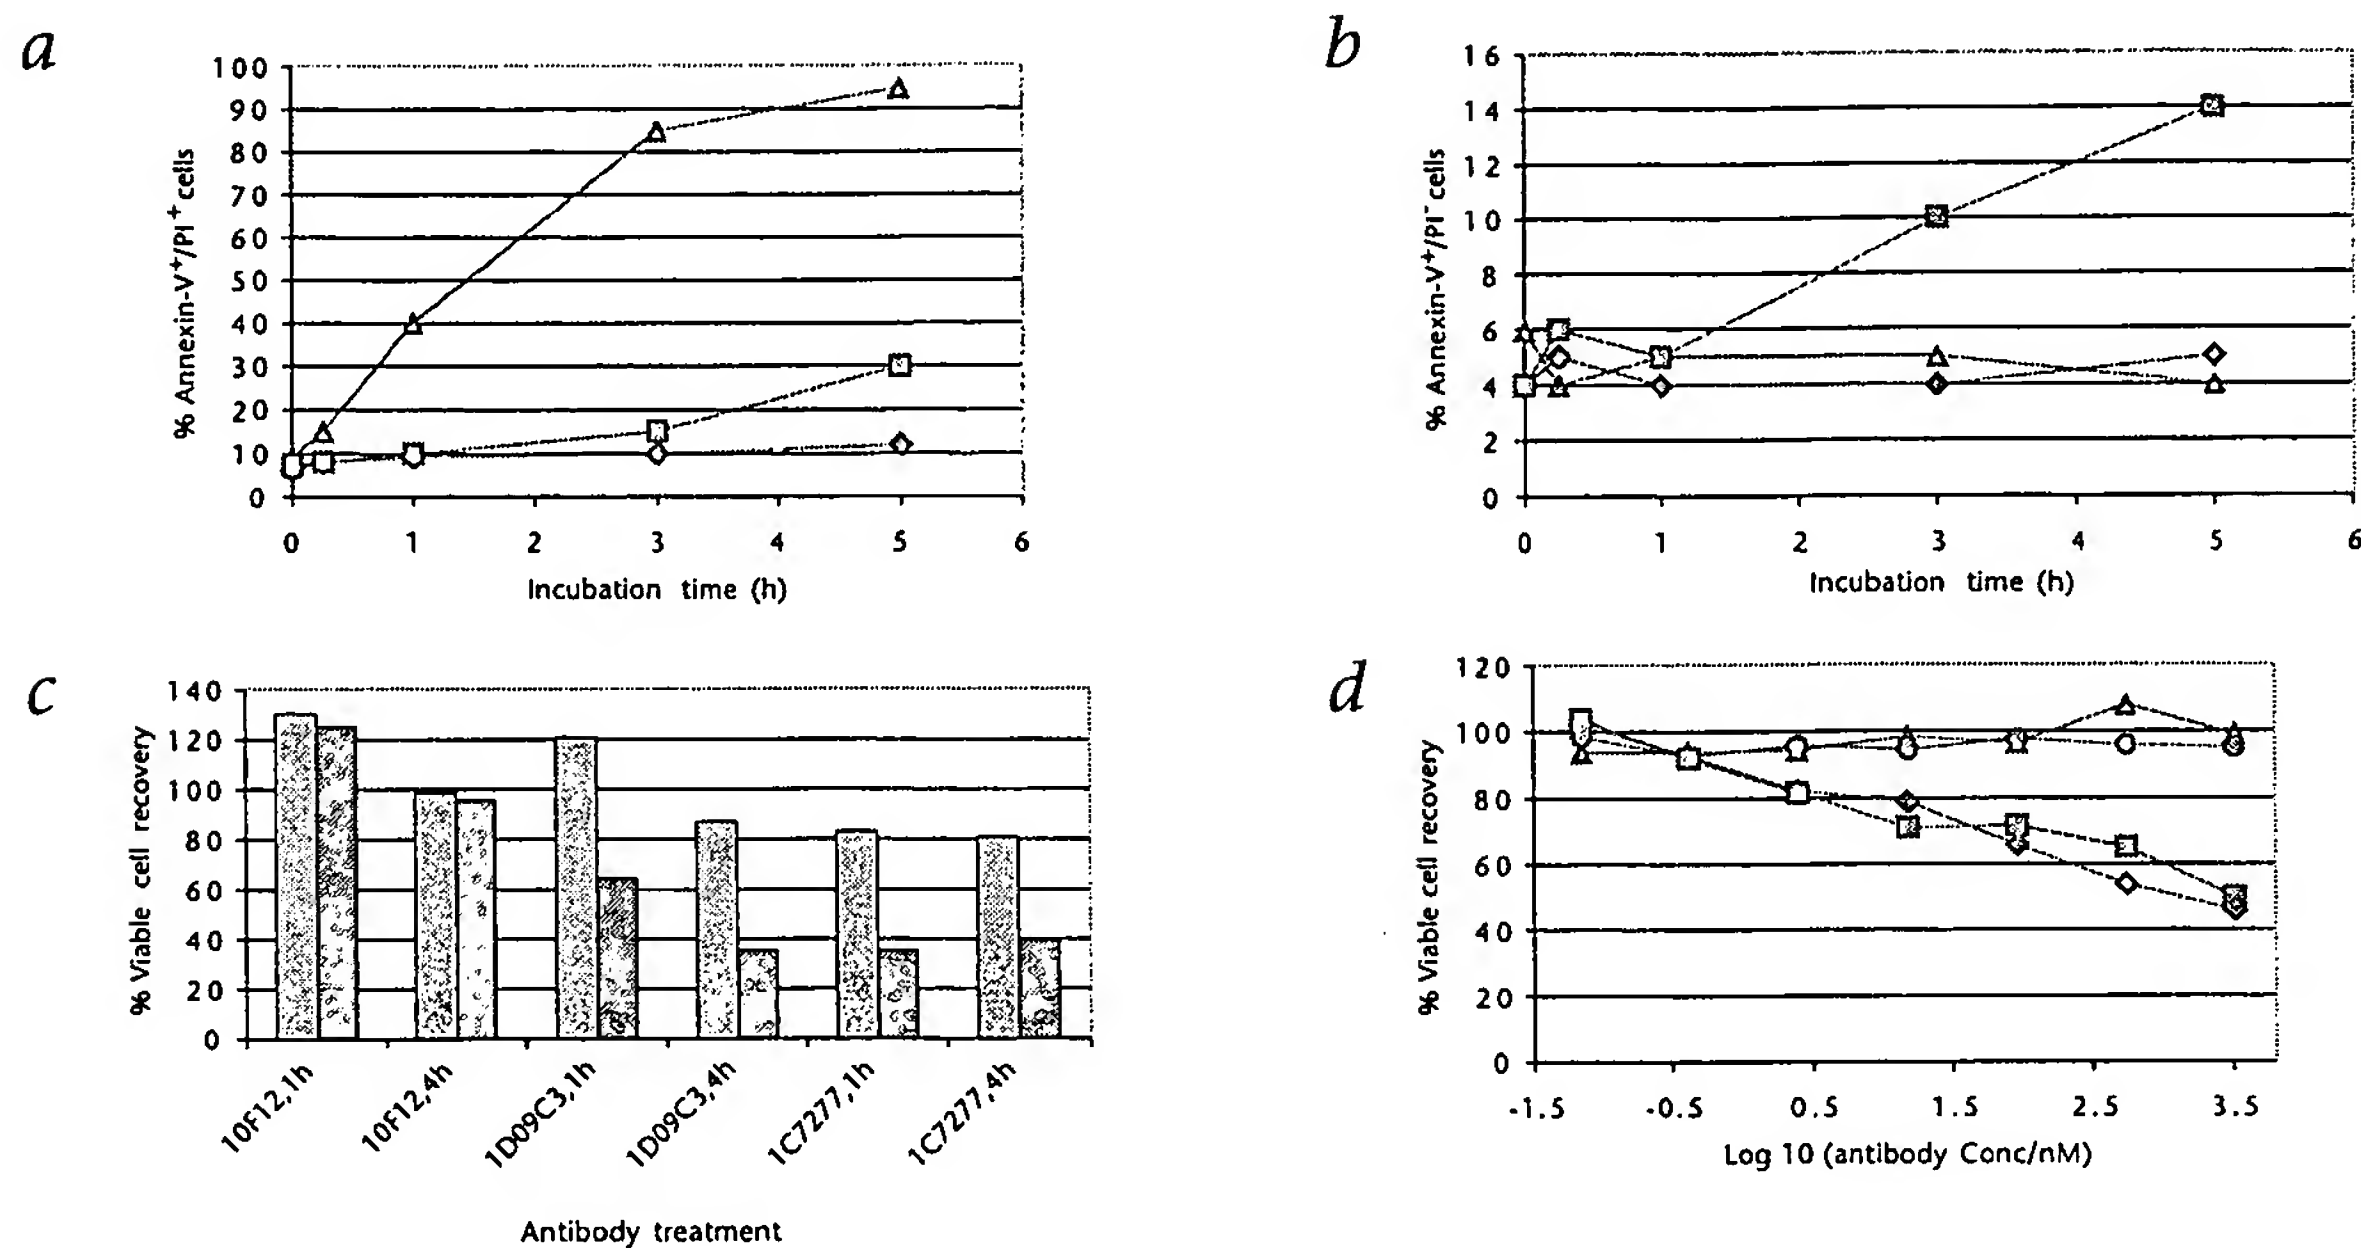 a
100
90
80
70
60
50
40
30
20
10
0
% Annexin-V+/PI+ cells
0 1 2 3 4 5 6
Incubation time (h)
b
16
14
12
10
8
6
4
2
0
% Annexin-V+/PI- cells
0 1 2 3 4 5 6
Incubation time (h)
c
140
120
100
80
60
40
20
0
% Viable cell recovery
10F12,1h
10F12,4h
1D09C3,1h
1D09C3,4h
1C7277,1h
1C7277,4h
Antibody treatment
d
120
100
80
60
40
20
0
% Viable cell recovery
-1.5 -0.5 0.5 1.5 2.5 3.5
Log 10 (antibody Conc/nM)